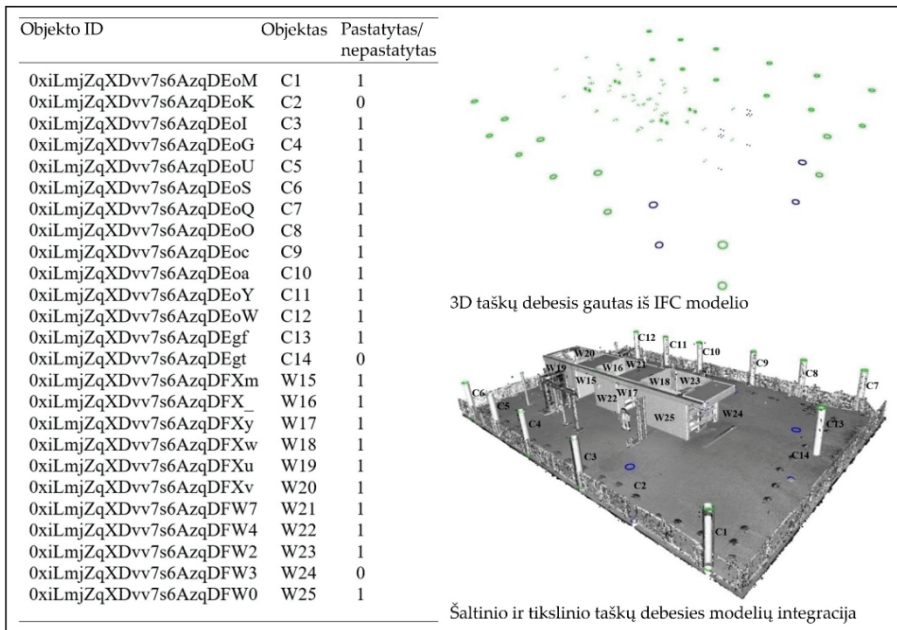 Objekto ID Objektas Pastatytas/
nepastatytas
0xiLmjZqXDvv7s6AzqDEoM C1 1
0xiLmjZqXDvv7s6AzqDEoK C2 0
0xiLmjZqXDvv7s6AzqDEoI C3 1
0xiLmjZqXDvv7s6AzqDEoG C4 1
0xiLmjZqXDvv7s6AzqDEoU C5 1
0xiLmjZqXDvv7s6AzqDEoS C6 1
0xiLmjZqXDvv7s6AzqDEoQ C7 1
0xiLmjZqXDvv7s6AzqDEoO C8 1
0xiLmjZqXDvv7s6AzqDEoc C9 1
0xiLmjZqXDvv7s6AzqDEoa C10 1
0xiLmjZqXDvv7s6AzqDEoY C11 1
0xiLmjZqXDvv7s6AzqDEoW C12 1
0xiLmjZqXDvv7s6AzqDEgf C13 1
0xiLmjZqXDvv7s6AzqDEgt C14 0
0xiLmjZqXDvv7s6AzqDFXm W15 1
0xiLmjZqXDvv7s6AzqDFX_ W16 1
0xiLmjZqXDvv7s6AzqDFXy W17 1
0xiLmjZqXDvv7s6AzqDFXw W18 1
0xiLmjZqXDvv7s6AzqDFXu W19 1
0xiLmjZqXDvv7s6AzqDFXv W20 1
0xiLmjZqXDvv7s6AzqDFW7 W21 1
0xiLmjZqXDvv7s6AzqDFW4 W22 1
0xiLmjZqXDvv7s6AzqDFW2 W23 1
0xiLmjZqXDvv7s6AzqDFW3 W24 0
0xiLmjZqXDvv7s6AzqDFW0 W25 1
3D taškų debesis gautas iš IFC modelio
C12
C11
C10
C9
C8
C7
W20
W21
W16
W19
W15
W18
W23
W17
W22
W25
W24
C6
C5
C4
C3
C13
C14
C2
C1
Šaltinio ir tikslinio taškų debesies modelių integracija